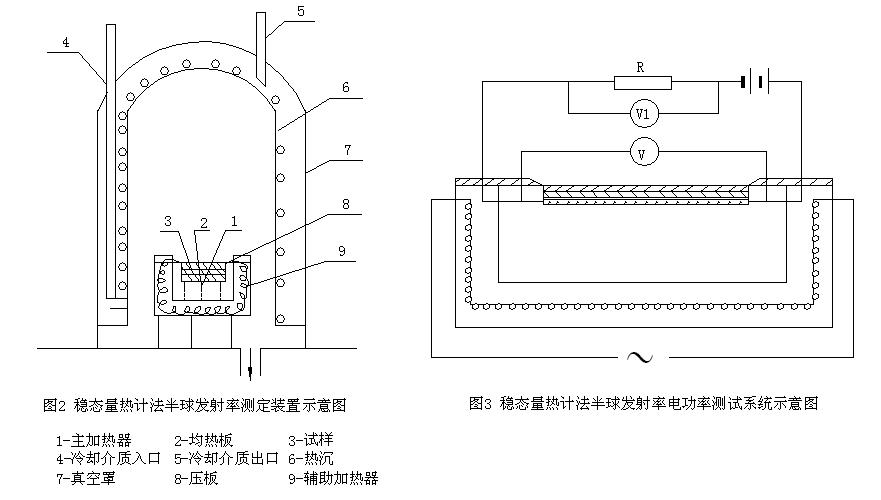 5
4
6
7
3 2 1 8
9
R
V1
V
图2 稳态量热计法半球发射率测定装置示意图
1-主加热器 2-均热板 3-试样
4-冷却介质入口 5-冷却介质出口 6-热沉
7-真空罩 8-压板 9-辅助加热器
图3 稳态量热计法半球发射率电功率测试系统示意图